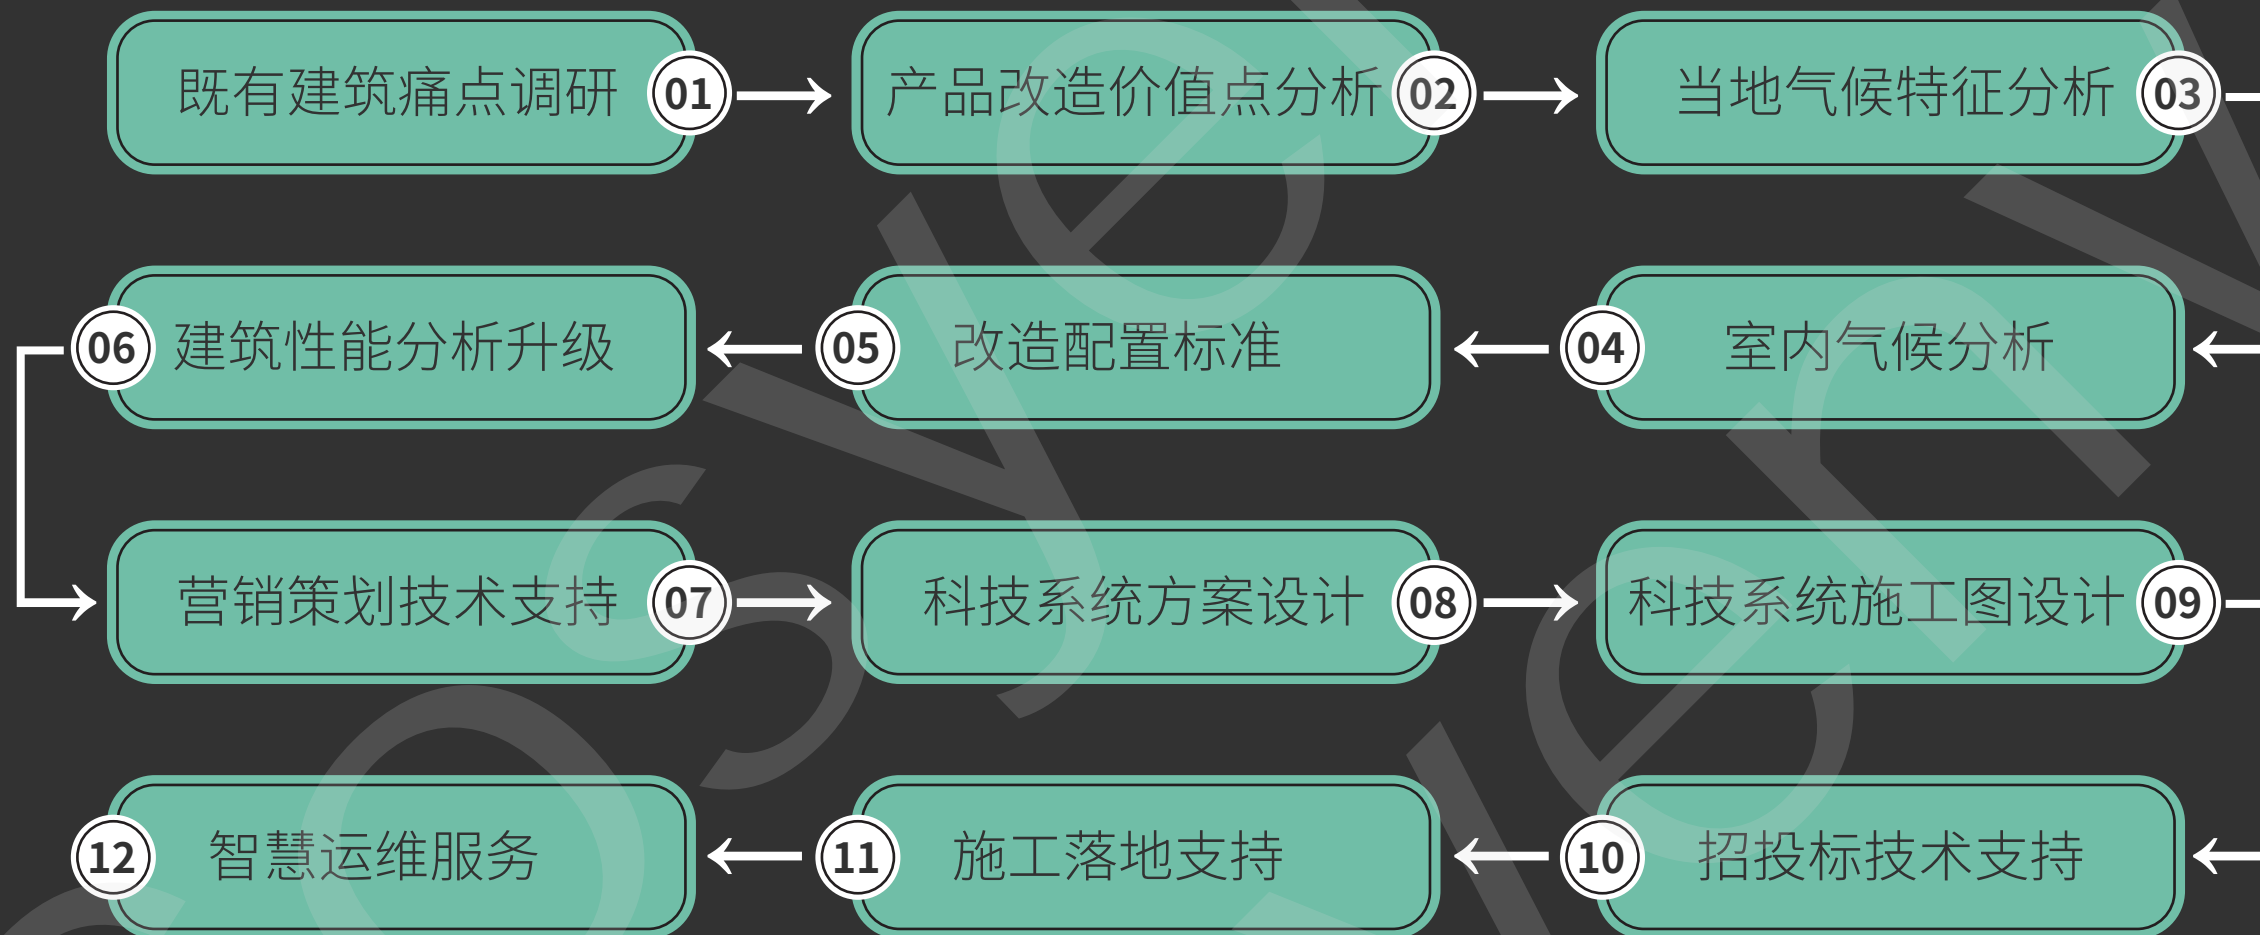 既有建筑痛点调研 01
产品改造价值点分析 02
当地气候特征分析 03
04 室内气候分析
05 改造配置标准
06 建筑性能分析升级
营销策划技术支持 07
科技系统方案设计 08
科技系统施工图设计 09
10 招投标技术支持
11 施工落地支持
12 智慧运维服务